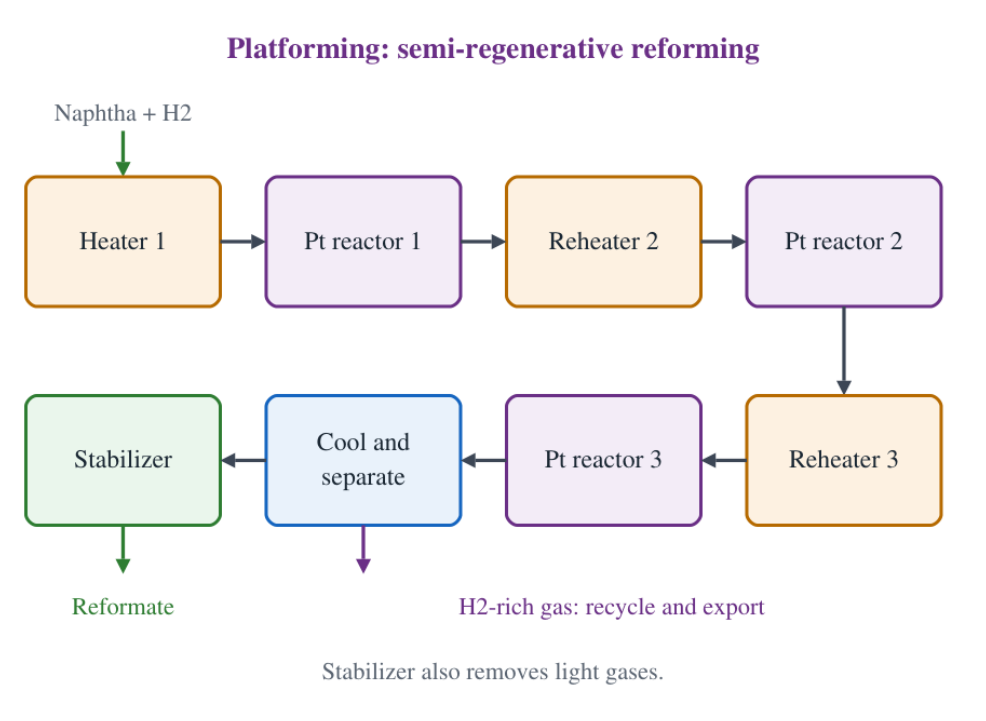 Platforming: semi-regenerative reforming
Naphtha + H2
Heater 1
Pt reactor 1
Reheater 2
Pt reactor 2
Stabilizer
Cool and
separate
Pt reactor 3
Reheater 3
Reformate
H2-rich gas: recycle and export
Stabilizer also removes light gases.